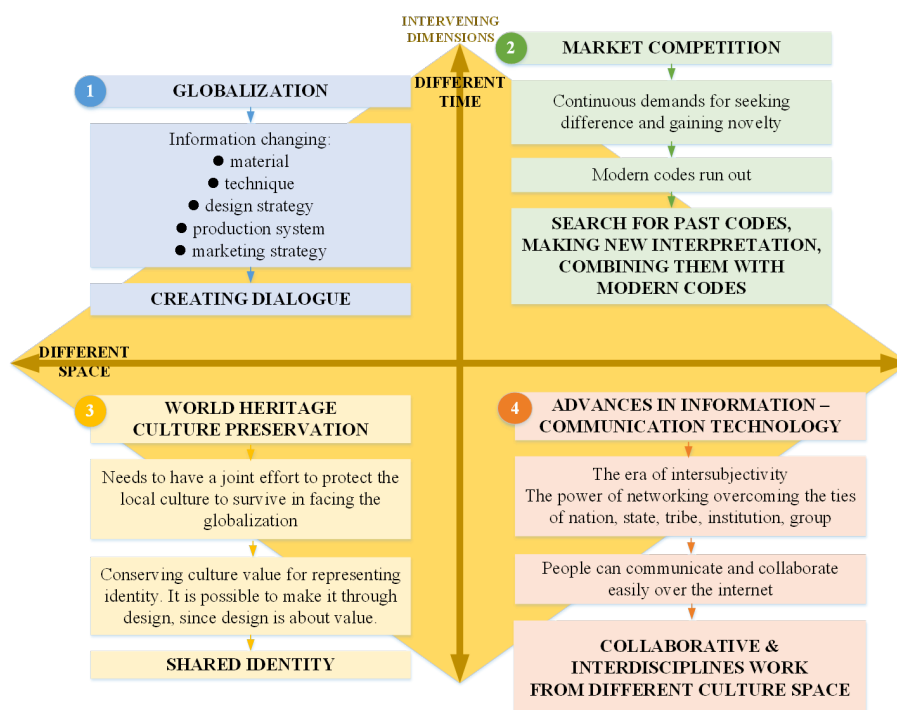 INTERVENING
DIMENSIONS
DIFFERENT
TIME
1
GLOBALIZATION
Information changing:
● material
● technique
● design strategy
● production system
● marketing strategy
CREATING DIALOGUE
2
MARKET COMPETITION
Continuous demands for seeking
difference and gaining novelty
Modern codes run out
SEARCH FOR PAST CODES,
MAKING NEW INTERPRETATION,
COMBINING THEM WITH
MODERN CODES
DIFFERENT
SPACE
3
WORLD HERITAGE
CULTURE PRESERVATION
Needs to have a joint effort to protect the
local culture to survive in facing the
globalization
Conserving culture value for representing
identity. It is possible to make it through
design, since design is about value.
SHARED IDENTITY
4
ADVANCES IN INFORMATION –
COMMUNICATION TECHNOLOGY
The era of intersubjectivity
The power of networking overcoming the ties
of nation, state, tribe, institution, group
People can communicate and collaborate
easily over the internet
COLLABORATIVE &
INTERDISCIPLINES WORK
FROM DIFFERENT CULTURE SPACE